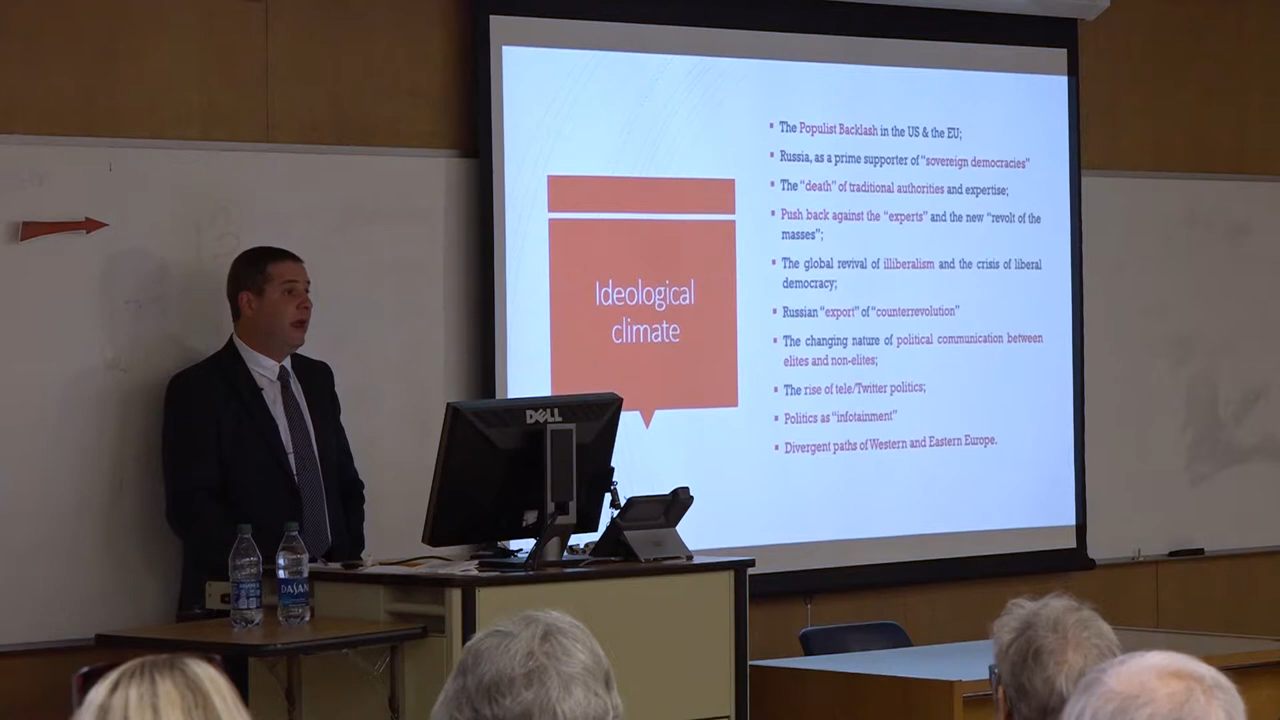 Ideological
climate
The Populist Backlash in the US & the EU;
Russia, as a prime supporter of “sovereign democracies”
The “death” of traditional authorities and expertise;
Push back against the “experts” and the new “revolt of the
masses”;
The global revival of illiberalism and the crisis of liberal
democracy;
Russian “export” of “counterrevolution”
The changing nature of political communication between
elites and non-elites;
The rise of tele/Twitter politics;
Politics as “infotainment”
Divergent paths of Western and Eastern Europe.
DELL
DASAN